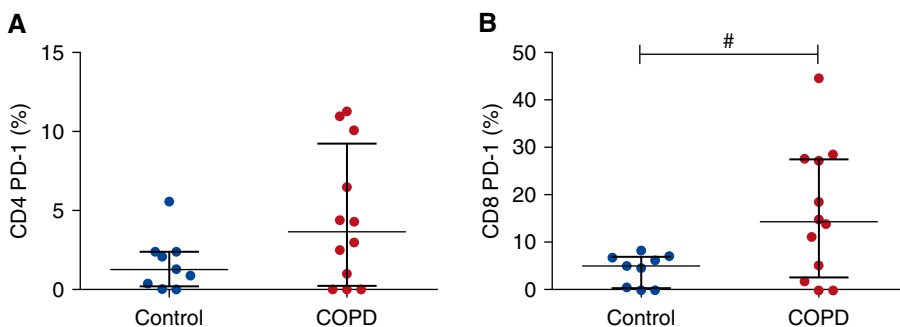 A
15
10
5
0
CD4 PD-1 (%)
Control
COPD
B
#
50
40
30
20
10
0
CD8 PD-1 (%)
Control
COPD